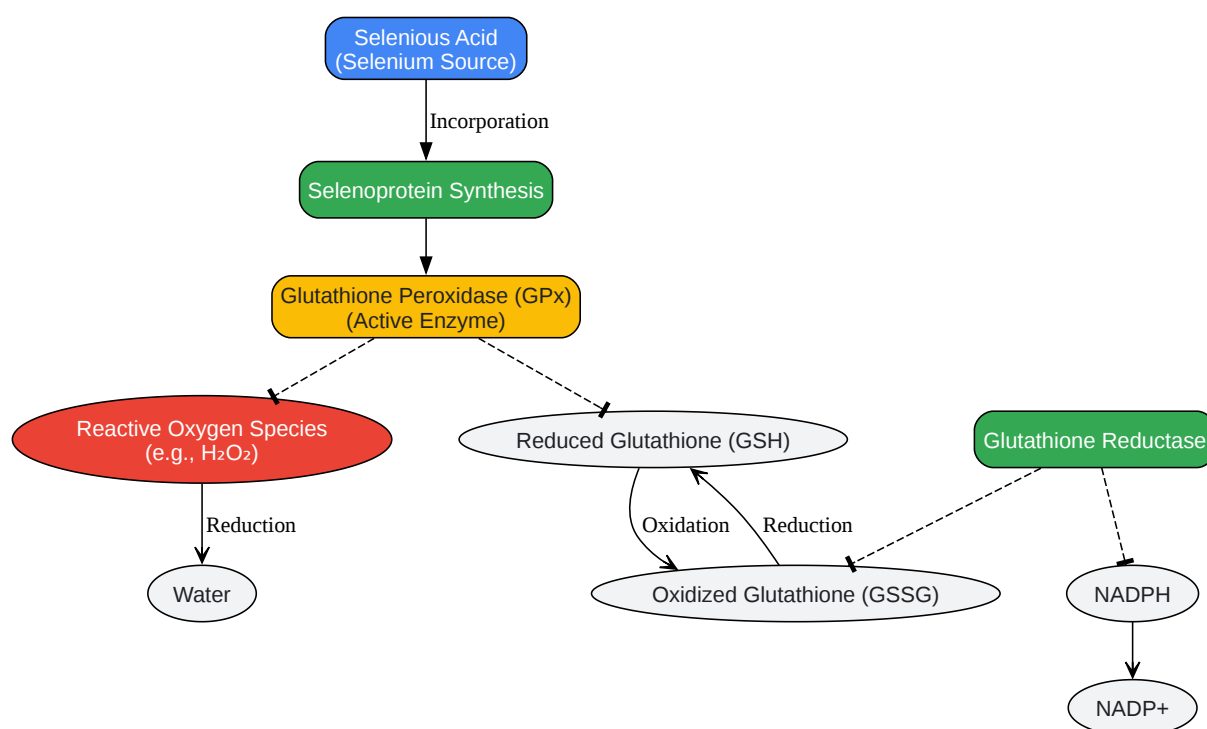 Selenious Acid
(Selenium Source)
Incorporation
Selenoprotein Synthesis
Glutathione Peroxidase (GPx)
(Active Enzyme)
Reactive Oxygen Species
(e.g., H₂O₂)
Reduced Glutathione (GSH)
Glutathione Reductase
Reduction
Oxidation
Reduction
Water
Oxidized Glutathione (GSSG)
NADPH
NADP+